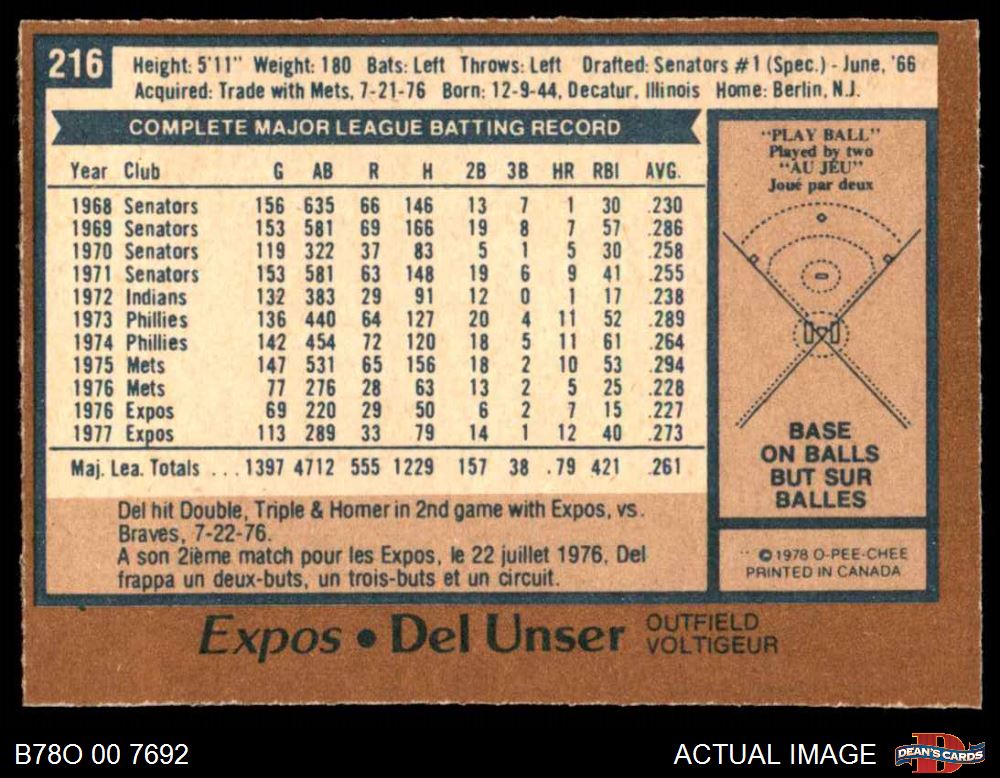 216
Height: 5'11" Weight: 180 Bats: Left Throws: Left Drafted: Senators #1 (Spec.) - June, '66
Acquired: Trade with Mets, 7-21-76 Born: 12-9-44, Decatur, Illinois Home: Berlin, N.J.
COMPLETE MAJOR LEAGUE BATTING RECORD
Year Club G AB R H 2B 3B HR RBI AVG.
1968 Senators 156 635 66 146 13 7 1 30 .230
1969 Senators 153 581 69 166 19 8 7 57 .286
1970 Senators 119 322 37 83 5 1 5 30 .258
1971 Senators 153 581 63 148 19 6 9 41 .255
1972 Indians 132 383 29 91 12 0 1 17 .238
1973 Phillies 136 440 64 127 20 4 11 52 .289
1974 Phillies 142 454 72 120 18 5 11 61 .264
1975 Mets 147 531 65 156 18 2 10 53 .294
1976 Mets 77 276 28 63 13 2 5 25 .228
1976 Expos 69 220 29 50 6 2 7 15 .227
1977 Expos 113 289 33 79 14 1 12 40 .273
Maj. Lea. Totals ...1397 4712 555 1229 157 38 .79 421 .261
Del hit Double, Triple & Homer in 2nd game with Expos, vs.
Braves, 7-22-76.
A son 2ième match pour les Expos, le 22 juillet 1976, Del
frappa un deux-buts, un trois-buts et un circuit.
"PLAY BALL"
Played by two
"AU JEU"
Joué par deux
BASE
ON BALLS
BUT SUR
BALLES
©1978 O-PEE-CHEE
PRINTED IN CANADA
Expos • Del Unser OUTFIELD
VOLTIGEUR
B78O 00 7692
ACTUAL IMAGE
DEAN'S CARDS